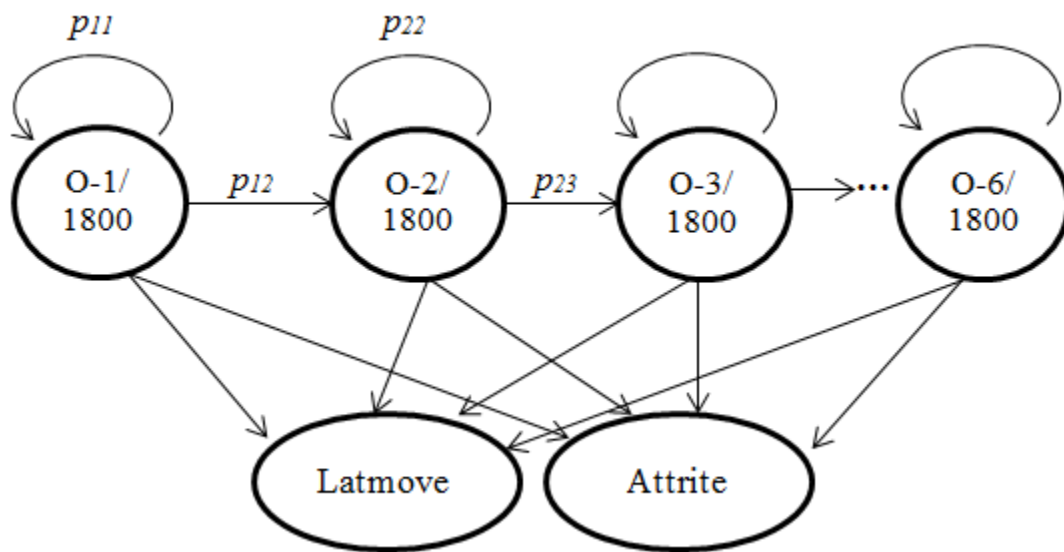 p11
p22
O-1/
1800
p12
O-2/
1800
p23
O-3/
1800
...
O-6/
1800
Latmove
Attrite